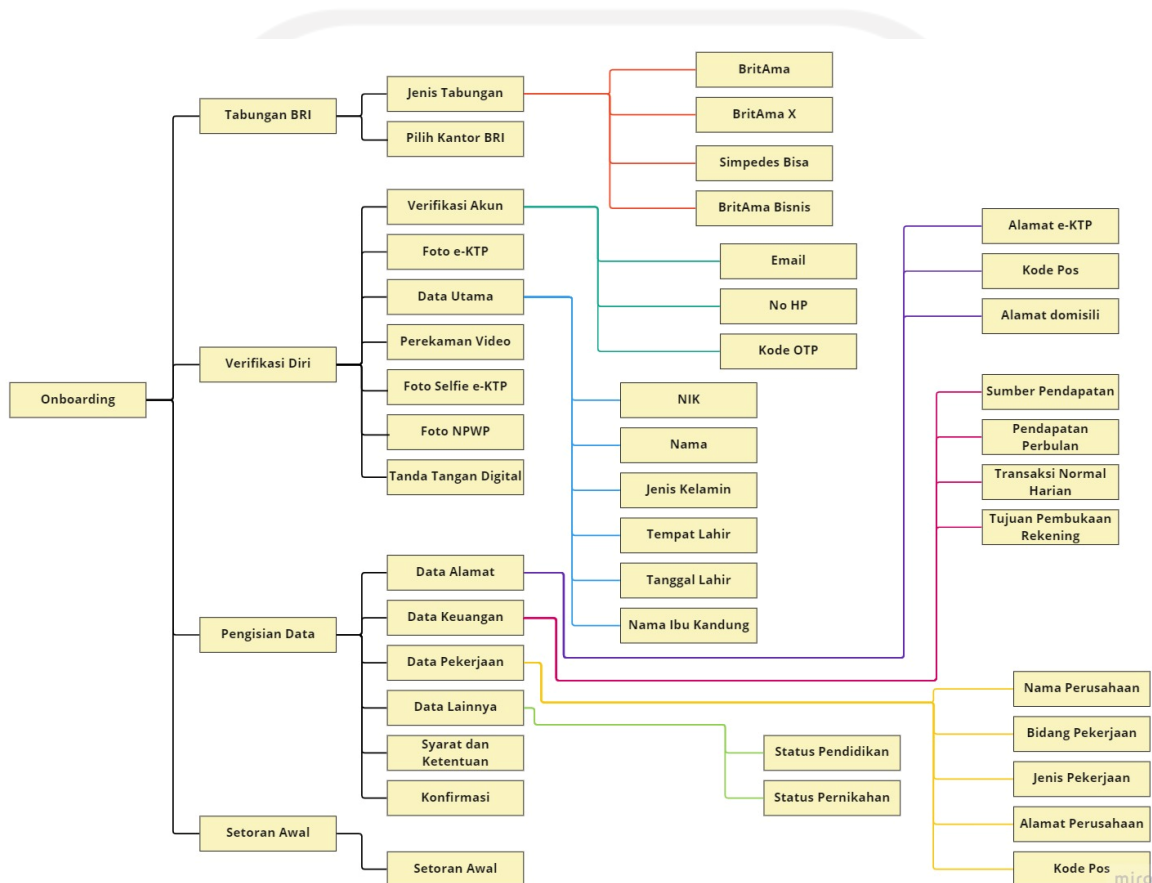 Onboarding
Tabungan BRI
Jenis Tabungan
BritAma
BritAma X
Simpedes Bisa
BritAma Bisnis
Pilih Kantor BRI
Verifikasi Diri
Verifikasi Akun
Email
No HP
Kode OTP
Foto e-KTP
Data Utama
NIK
Nama
Jenis Kelamin
Tempat Lahir
Tanggal Lahir
Nama Ibu Kandung
Perekaman Video
Foto Selfie e-KTP
Foto NPWP
Tanda Tangan Digital
Pengisian Data
Data Alamat
Alamat e-KTP
Kode Pos
Alamat domisili
Data Keuangan
Sumber Pendapatan
Pendapatan
Perbulan
Transaksi Normal
Harian
Tujuan Pembukaan
Rekening
Data Pekerjaan
Nama Perusahaan
Bidang Pekerjaan
Jenis Pekerjaan
Alamat Perusahaan
Kode Pos
Data Lainnya
Status Pendidikan
Status Pernikahan
Syarat dan
Ketentuan
Konfirmasi
Setoran Awal
Setoran Awal
miro